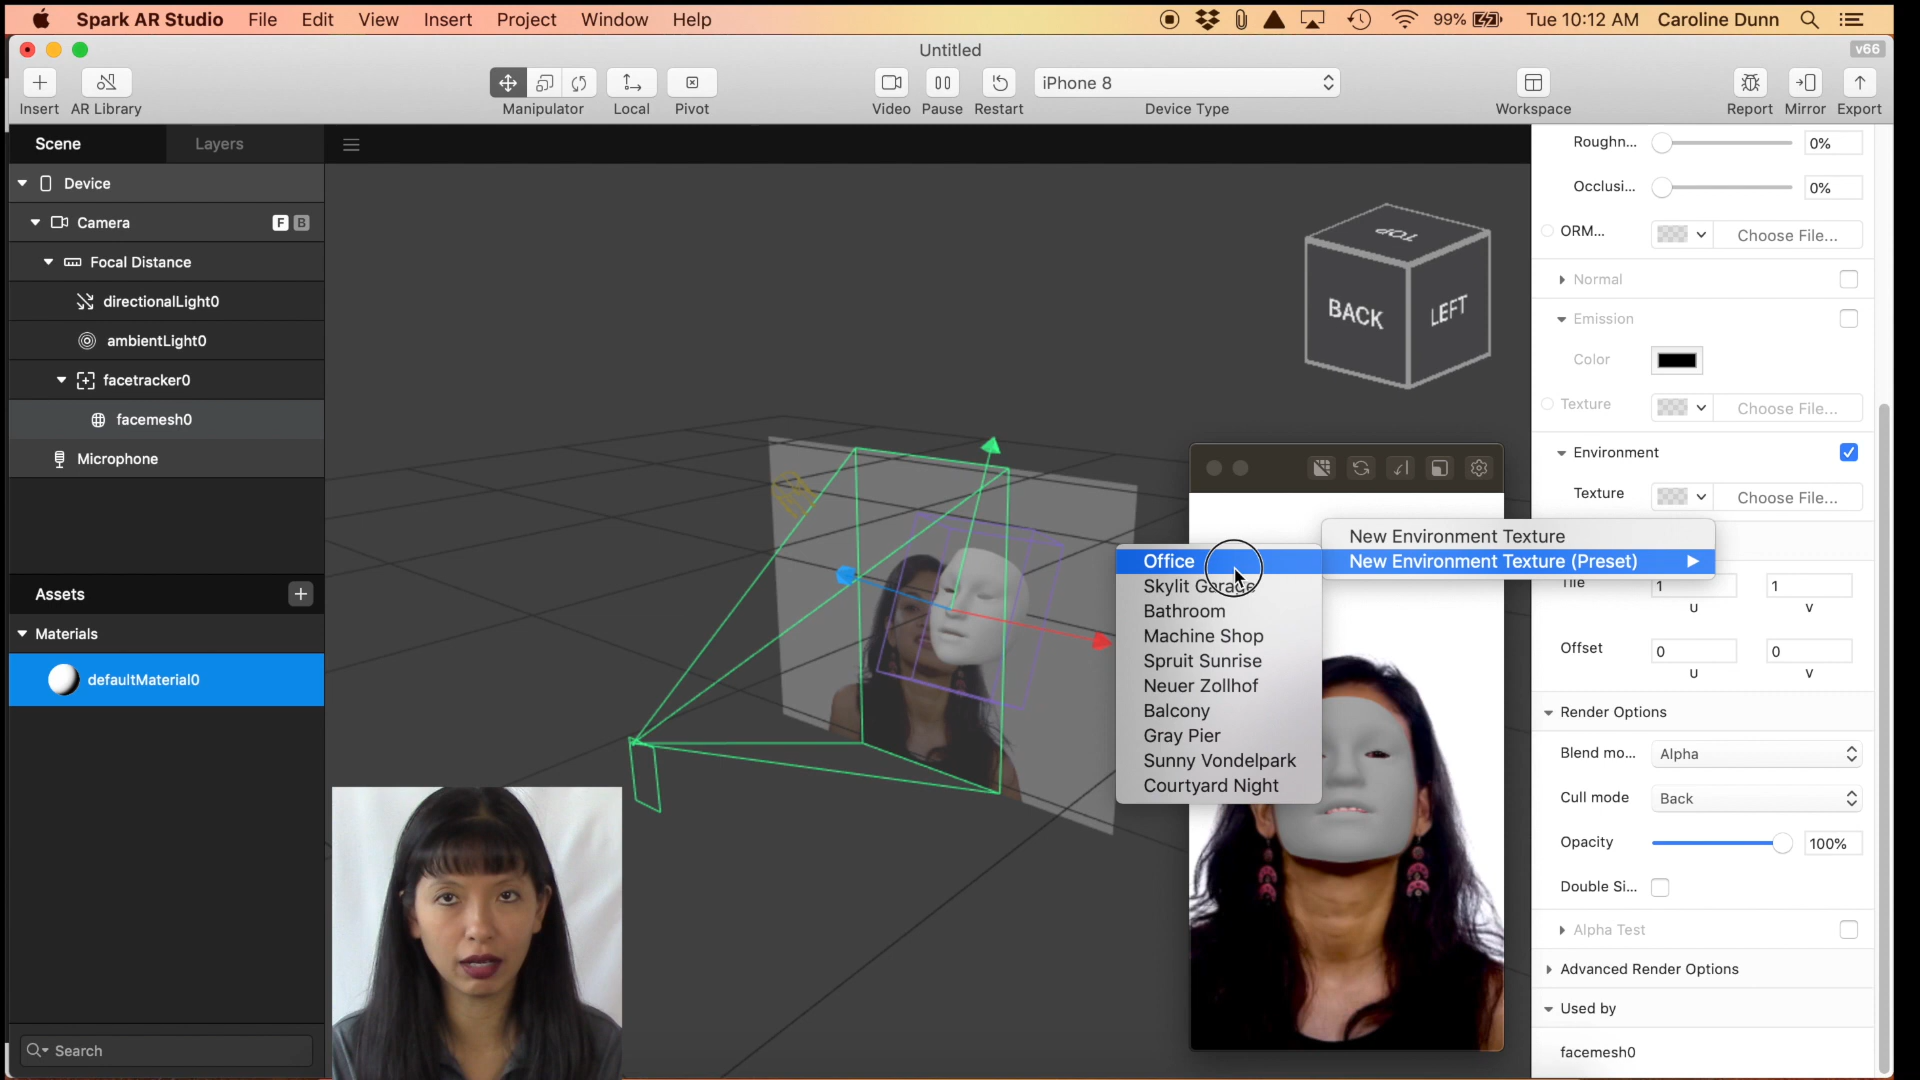 Spark AR Studio File Edit View Insert Project Window Help 99% Tue 10:12 AM Caroline Dunn
Untitled
v66
iPhone 8
Insert AR Library Manipulator Local Pivot Video Pause Restart Device Type Workspace Report Mirror Export
Scene Layers
Device
Camera F B
Focal Distance
directionalLight0
ambientLight0
facetracker0
facemesh0
Microphone
Assets
Materials
defaultMaterial0
Search
TOP
BACK LEFT
Roughn... 0%
Occlusi... 0%
ORM... Choose File...
Normal
Emission
Color
Texture Choose File...
Environment
Texture Choose File...
New Environment Texture
New Environment Texture (Preset)
Office
Skylit Garage
Bathroom
Machine Shop
Spruit Sunrise
Neuer Zollhof
Balcony
Gray Pier
Sunny Vondelpark
Courtyard Night
Tile 1 1
U V
Offset 0 0
U V
Render Options
Blend mo... Alpha
Cull mode Back
Opacity 100%
Double Si...
Alpha Test
Advanced Render Options
Used by
facemesh0